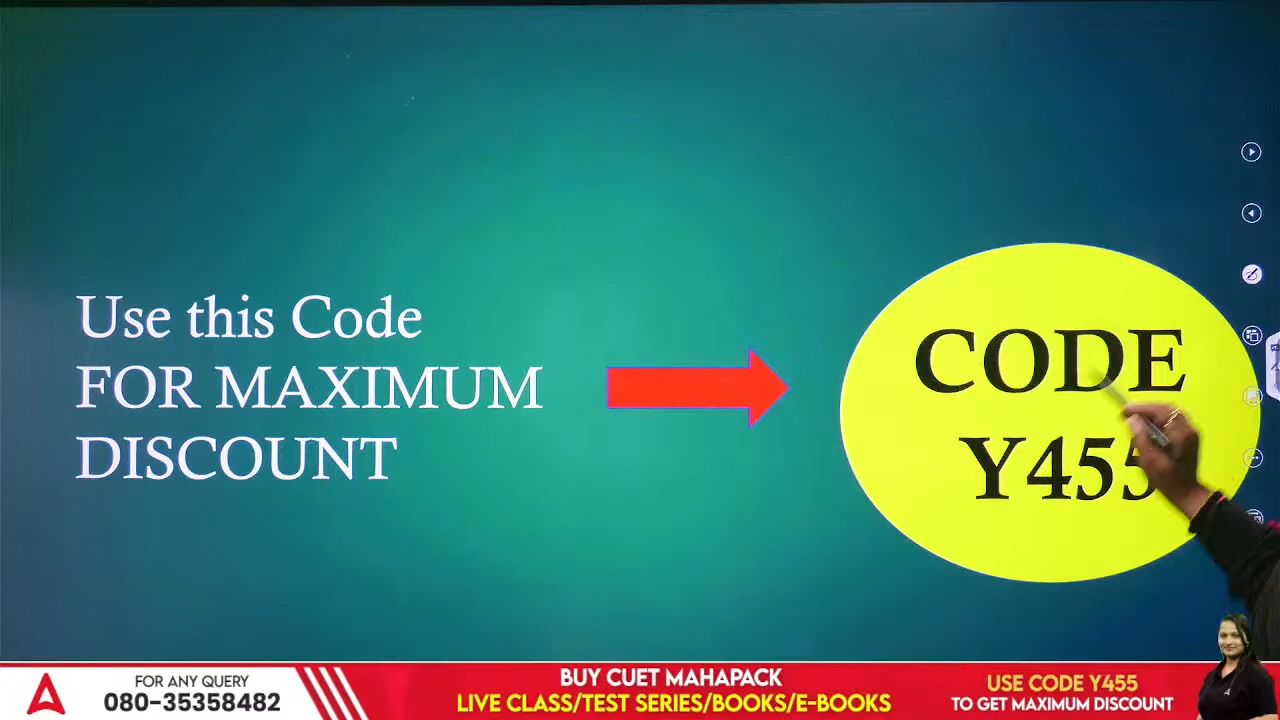 Use this Code
FOR MAXIMUM
DISCOUNT
CODE
Y455
FOR ANY QUERY
080-35358482
BUY CUET MAHAPACK
LIVE CLASS/TEST SERIES/BOOKS/E-BOOKS
USE CODE Y455
TO GET MAXIMUM DISCOUNT